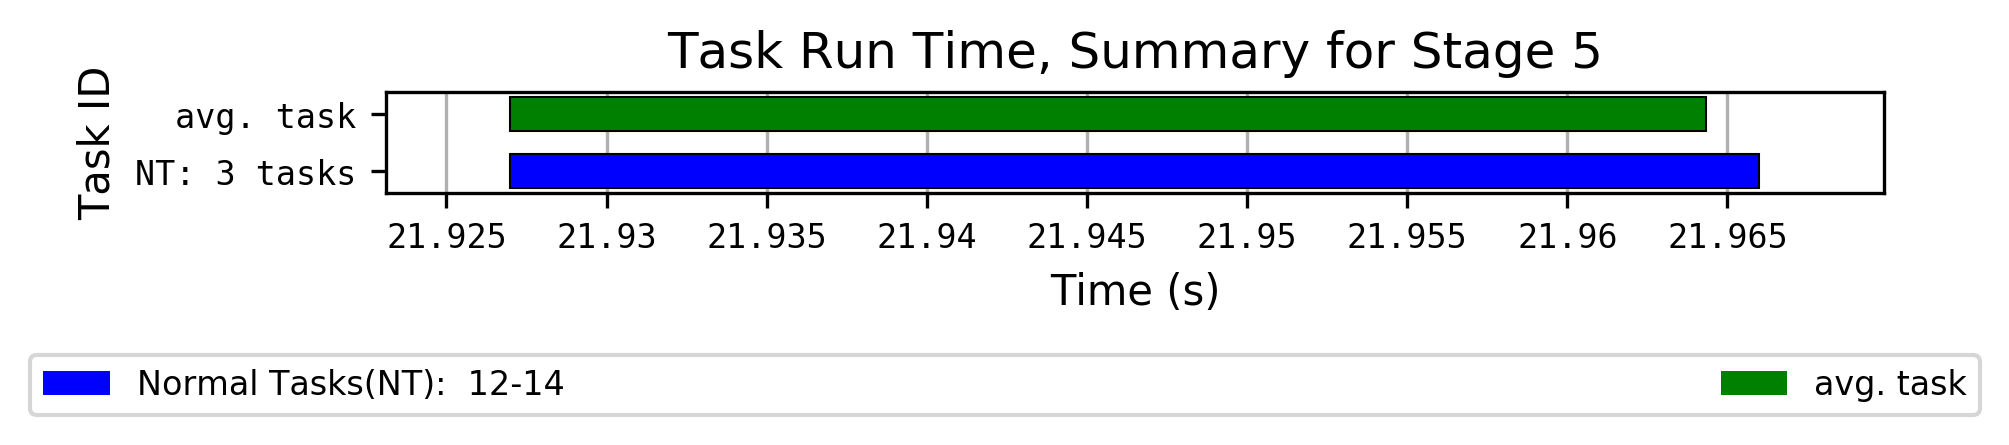 Task Run Time, Summary for Stage 5
Task ID
avg. task
NT: 3 tasks
21.925 21.93 21.935 21.94 21.945 21.95 21.955 21.96 21.965
Time (s)
Normal Tasks(NT):  12-14 avg. task